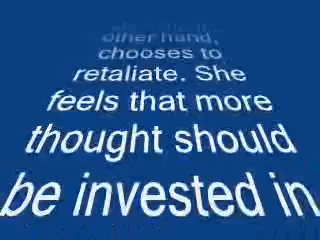 other hand,
chooses to
retaliate. She
feels that more
thought should
be invested in